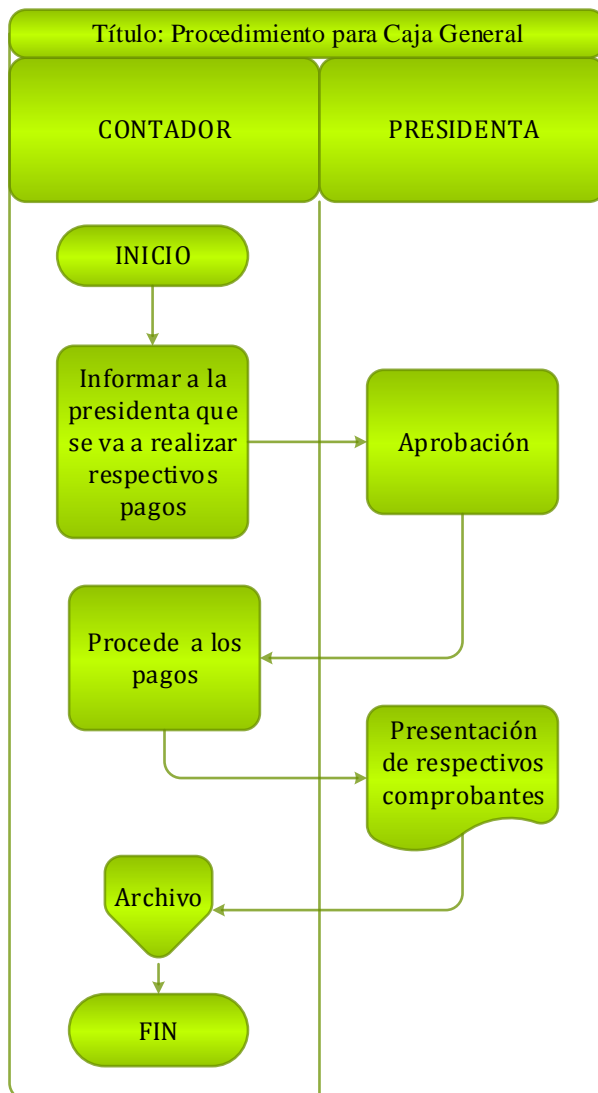 Título: Procedimiento para Caja General
CONTADOR
PRESIDENTA
INICIO
Informar a la
presidenta que
se va a realizar
respectivos
pagos
Aprobación
Procede a los
pagos
Presentación
de respectivos
comprobantes
Archivo
FIN